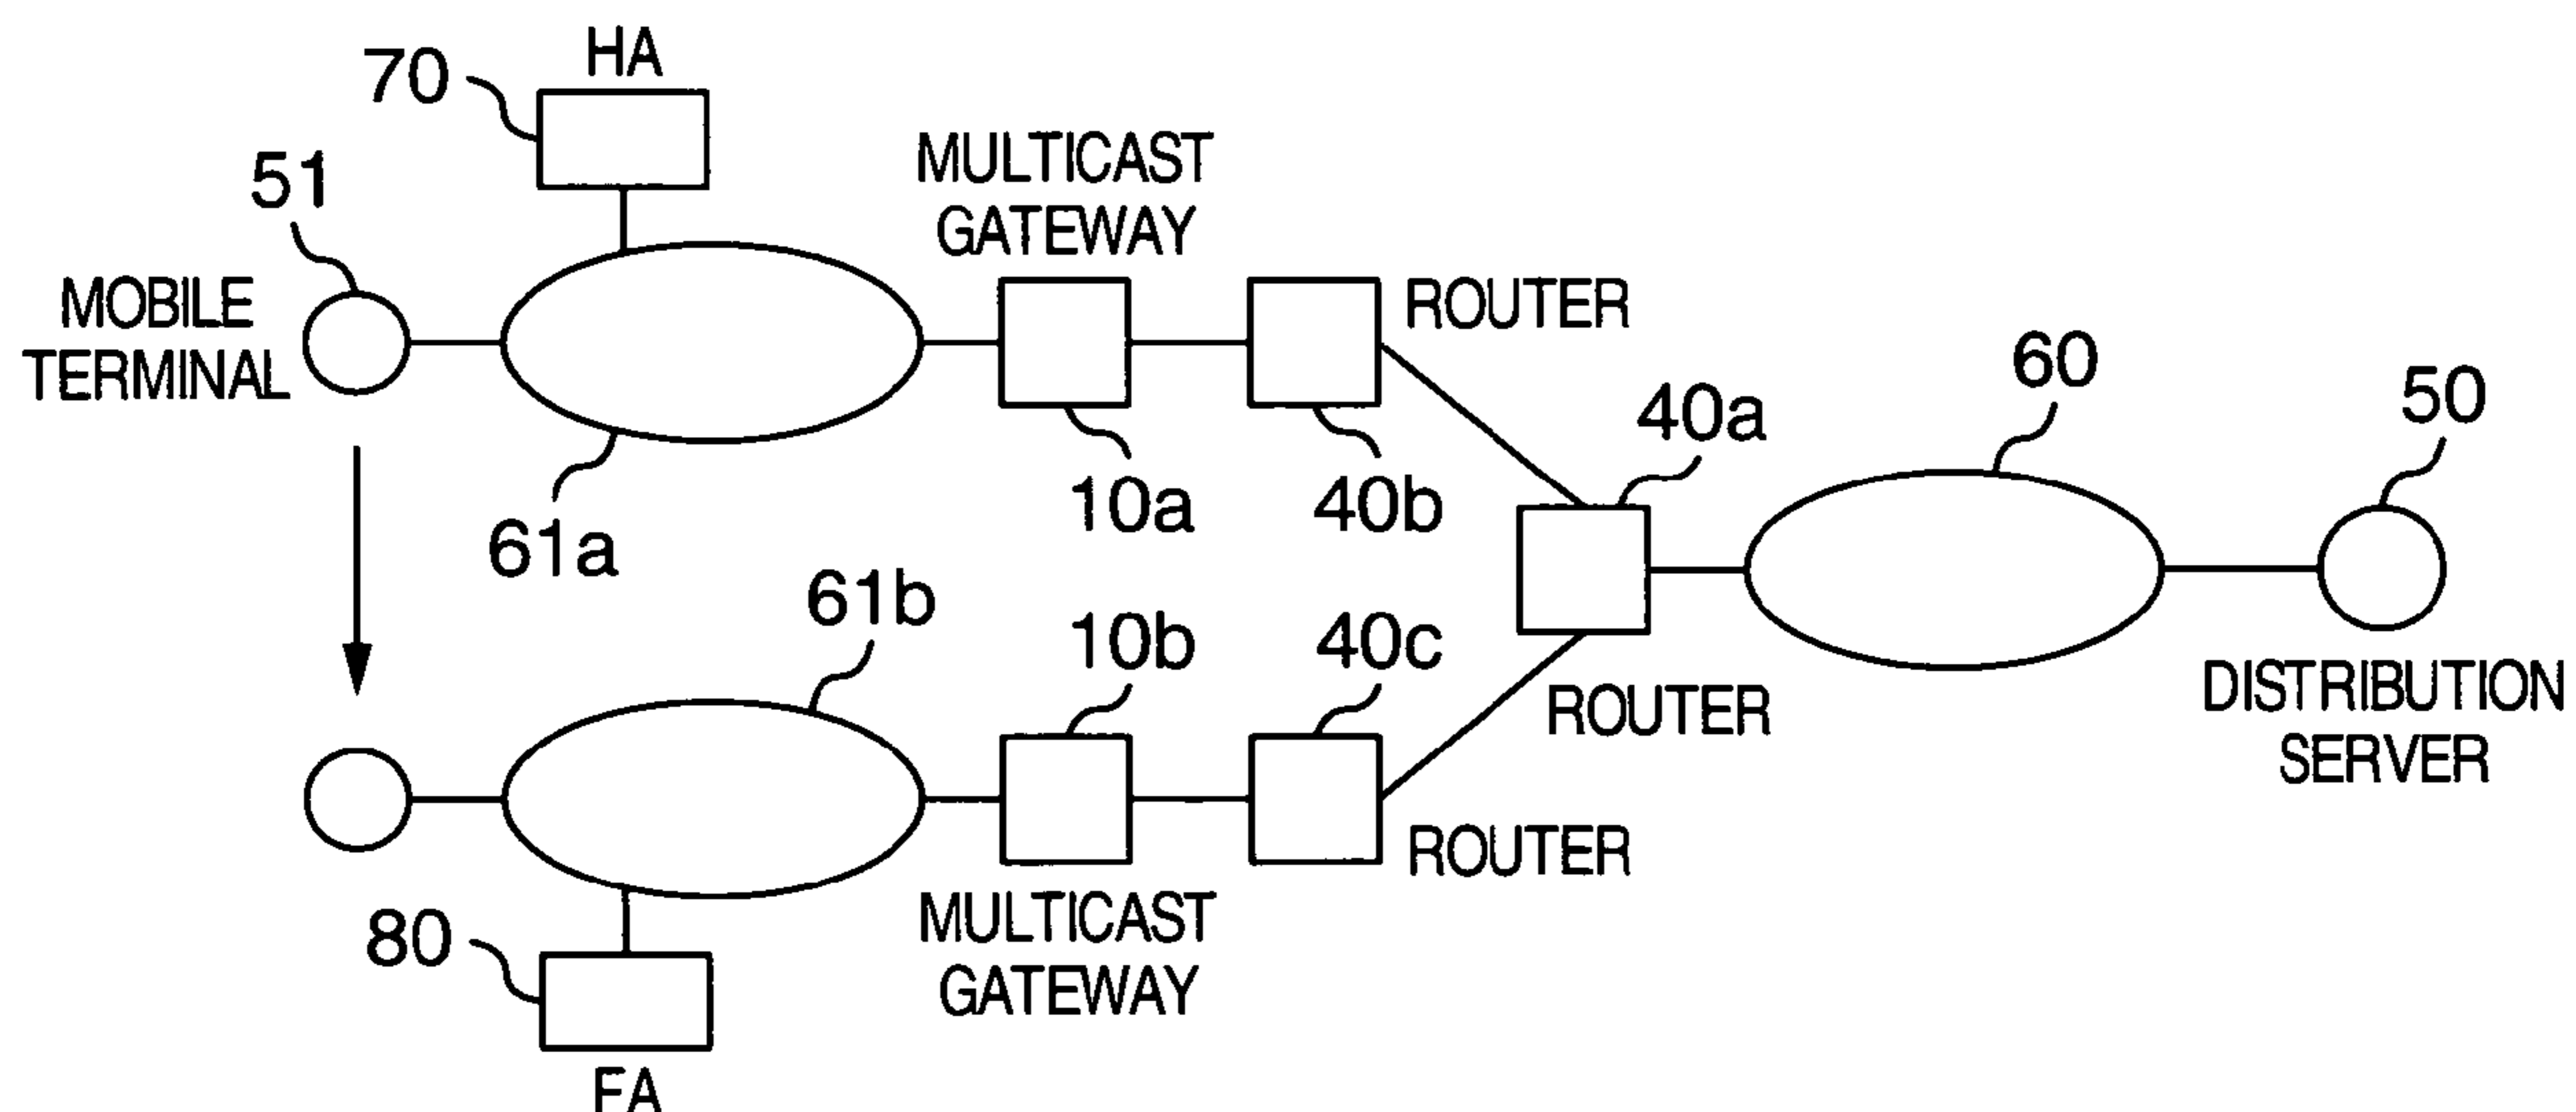 HA
70
51
MULTICAST
GATEWAY
MOBILE
TERMINAL
ROUTER
10a
40b
61a
40a
60
50
61b
10b
40c
ROUTER
DISTRIBUTION
SERVER
ROUTER
80
MULTICAST
GATEWAY
FA